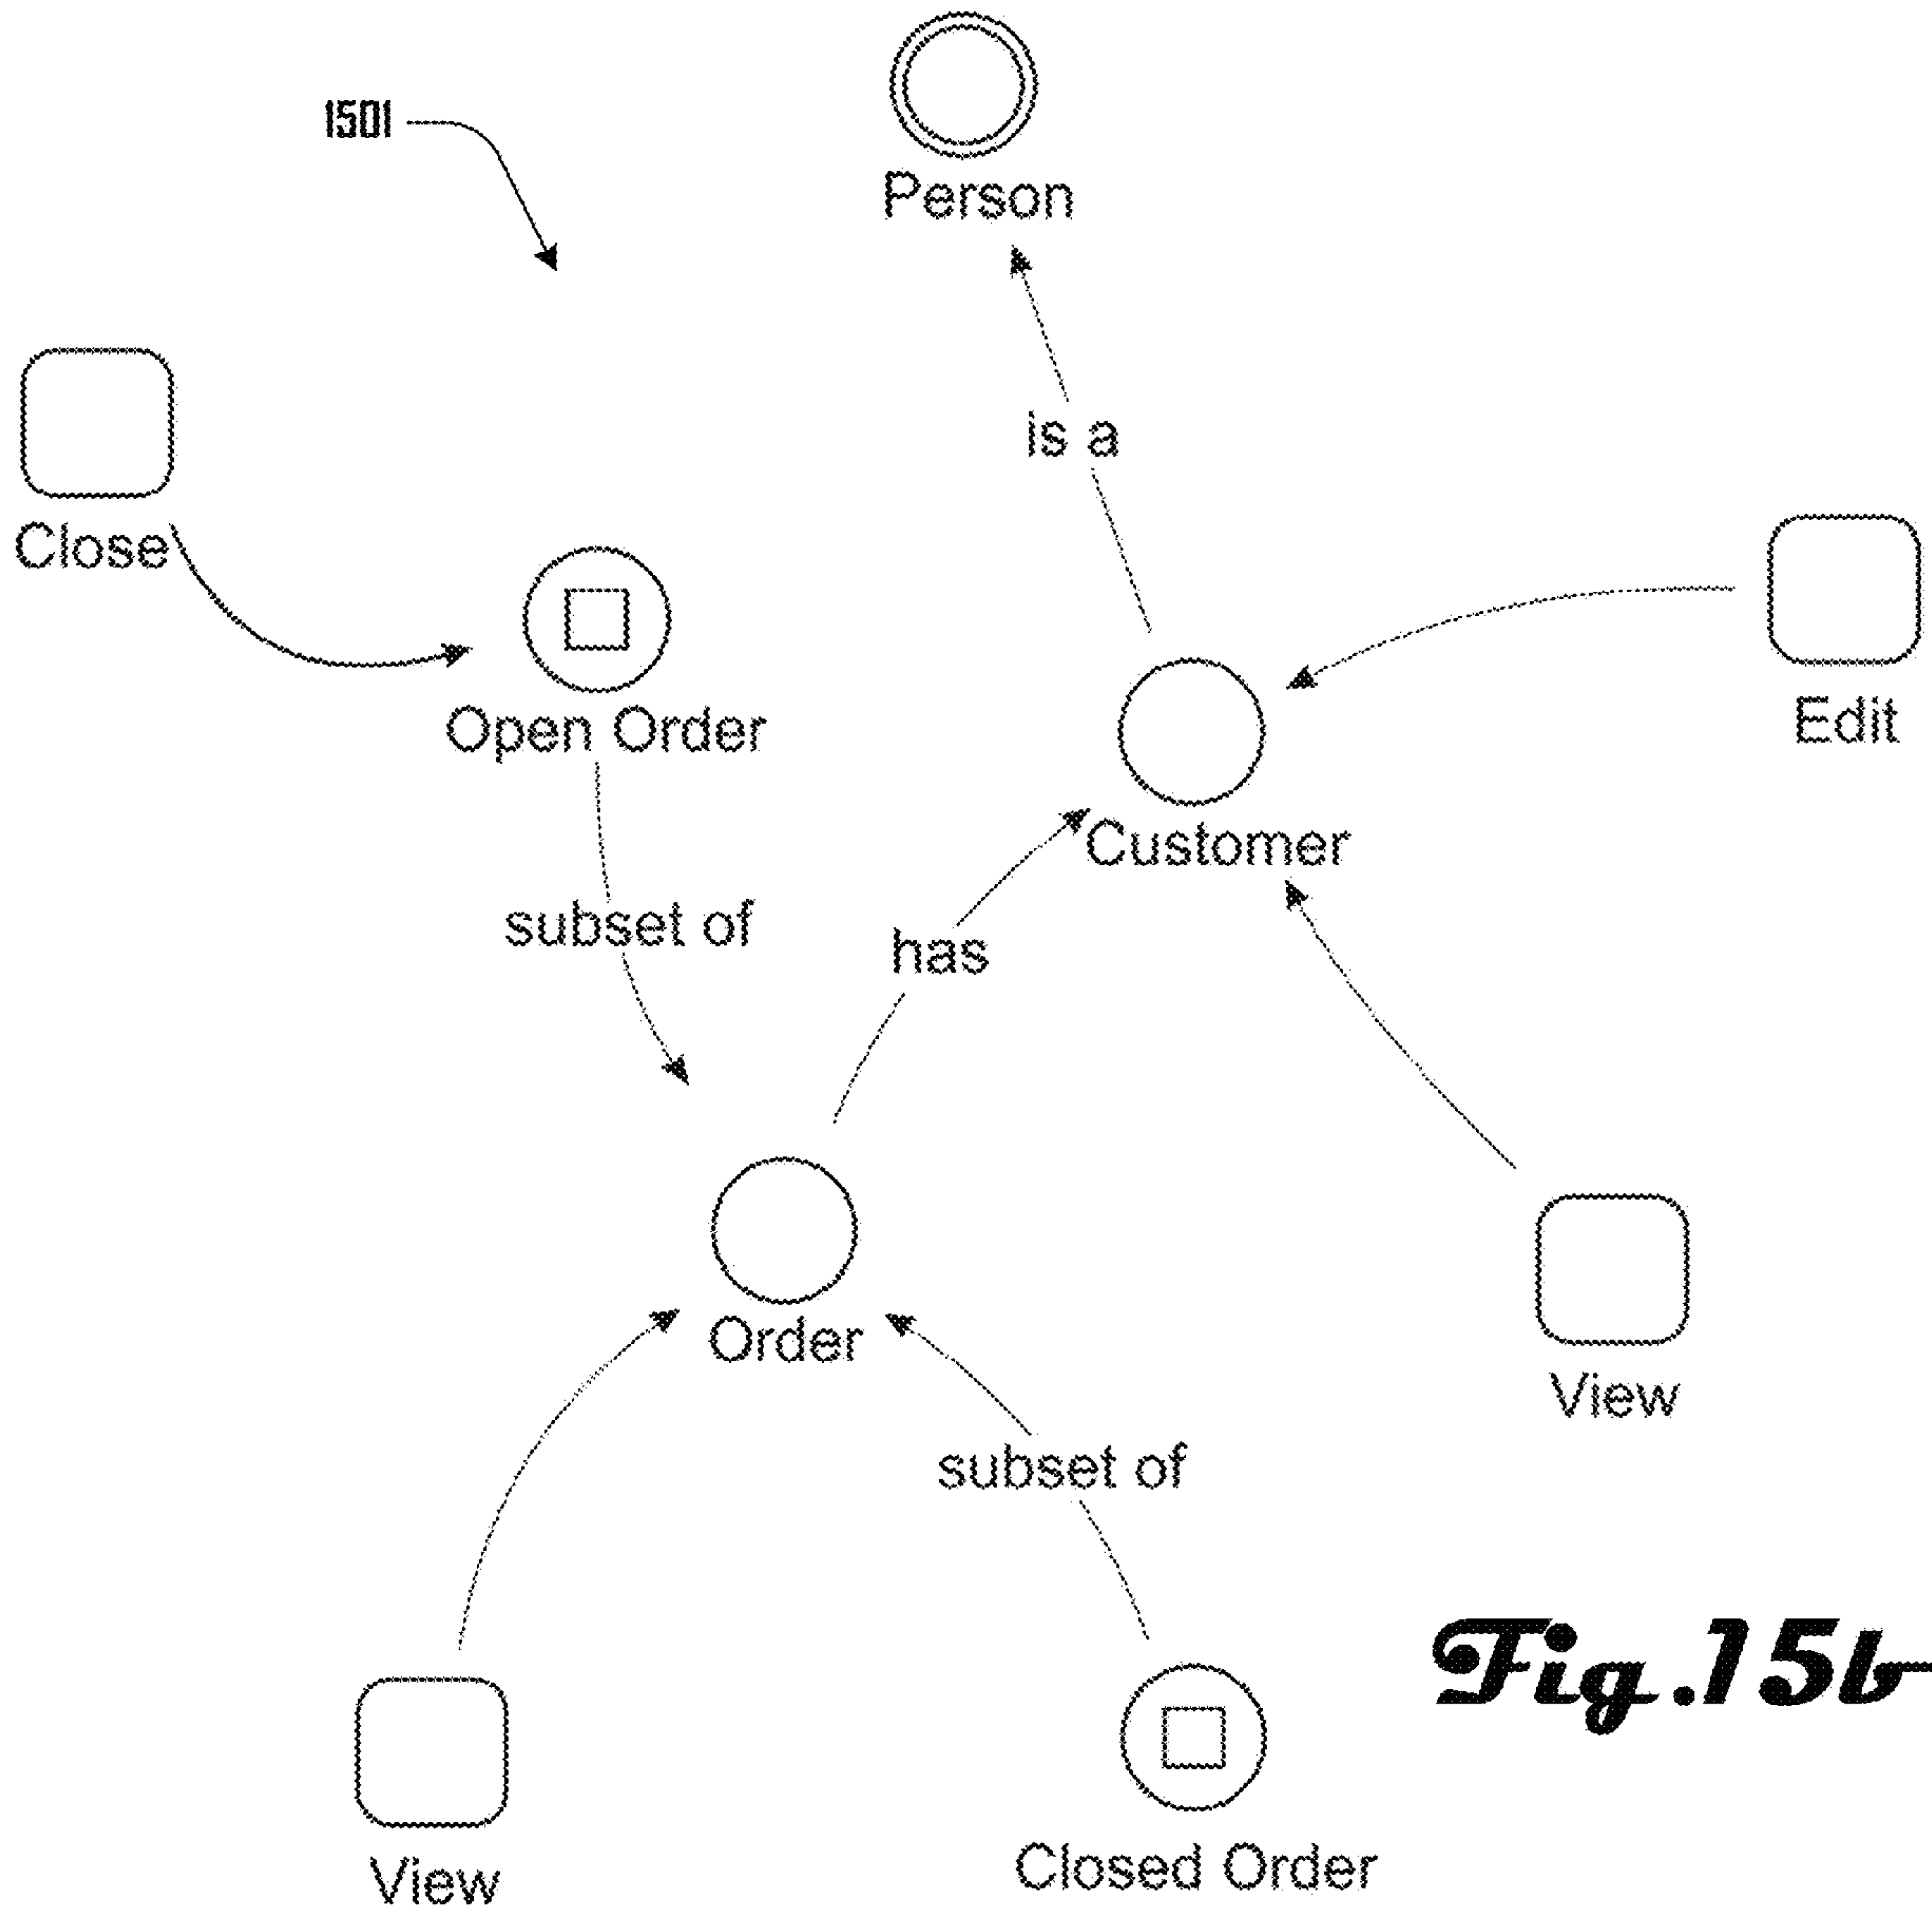 1501
Person
is a
Close
Edit
Open Order
Customer
subset of
has
Order
View
subset of
Fig.15b
View
Closed Order